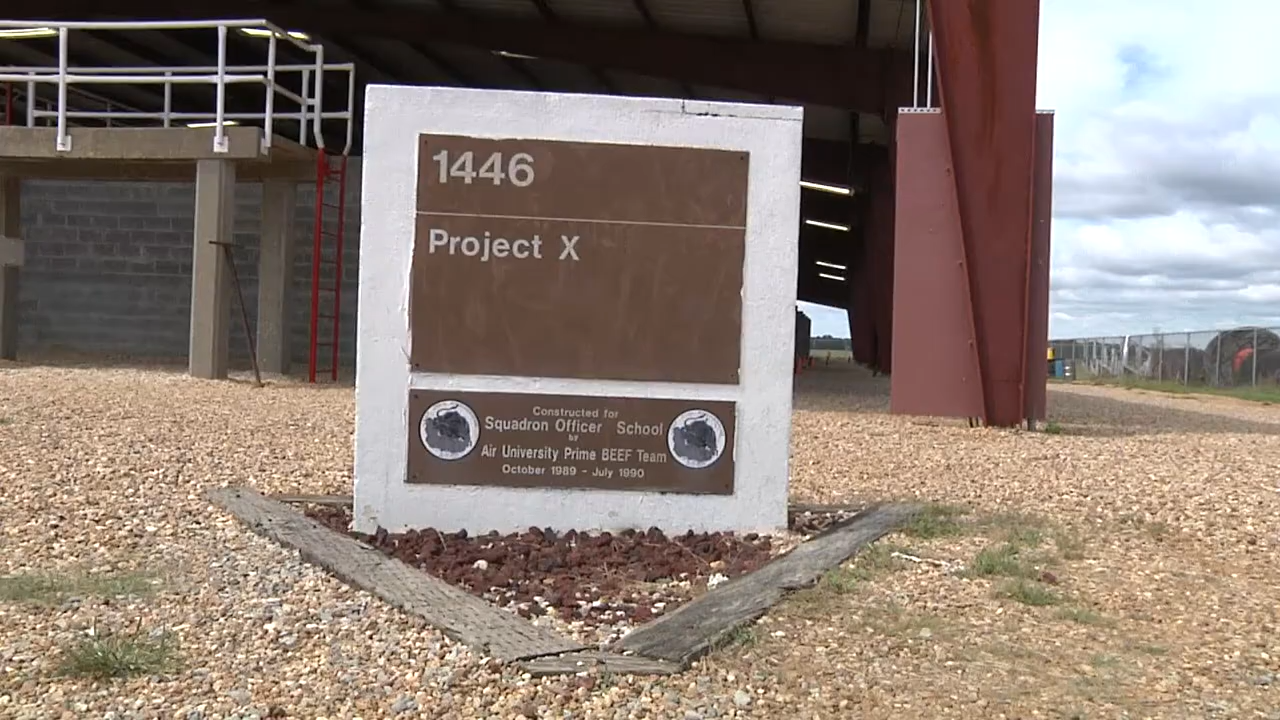 1446
Project X
Constructed for
Squadron Officer School
by
Air University Prime BEEF Team
October 1989 - July 1990